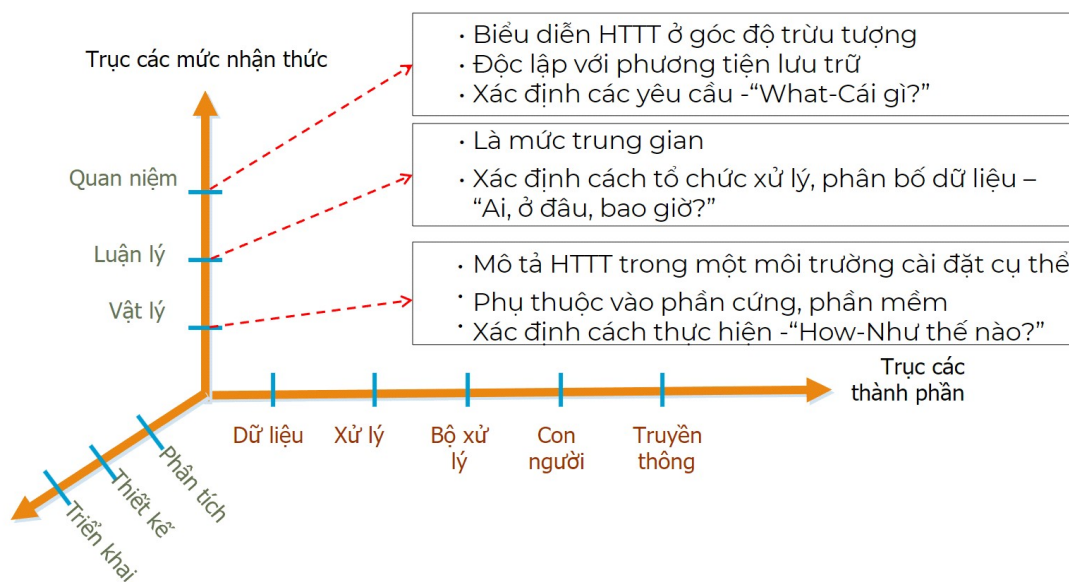 Trục các mức nhận thức
• Biểu diễn HTTT ở góc độ trừu tượng
• Độc lập với phương tiện lưu trữ
• Xác định các yêu cầu -“What-Cái gì?”
• Là mức trung gian
• Xác định cách tổ chức xử lý, phân bố dữ liệu –
“Ai, ở đâu, bao giờ?”
• Mô tả HTTT trong một môi trường cài đặt cụ thể
• Phụ thuộc vào phần cứng, phần mềm
• Xác định cách thực hiện -“How-Như thế nào?”
Quan niệm
Luận lý
Vật lý
Trục các
thành phần
Dữ liệu
Xử lý
Bộ xử
lý
Con
người
Truyền
thông
Phân tích
Thiết kế
Triển khai